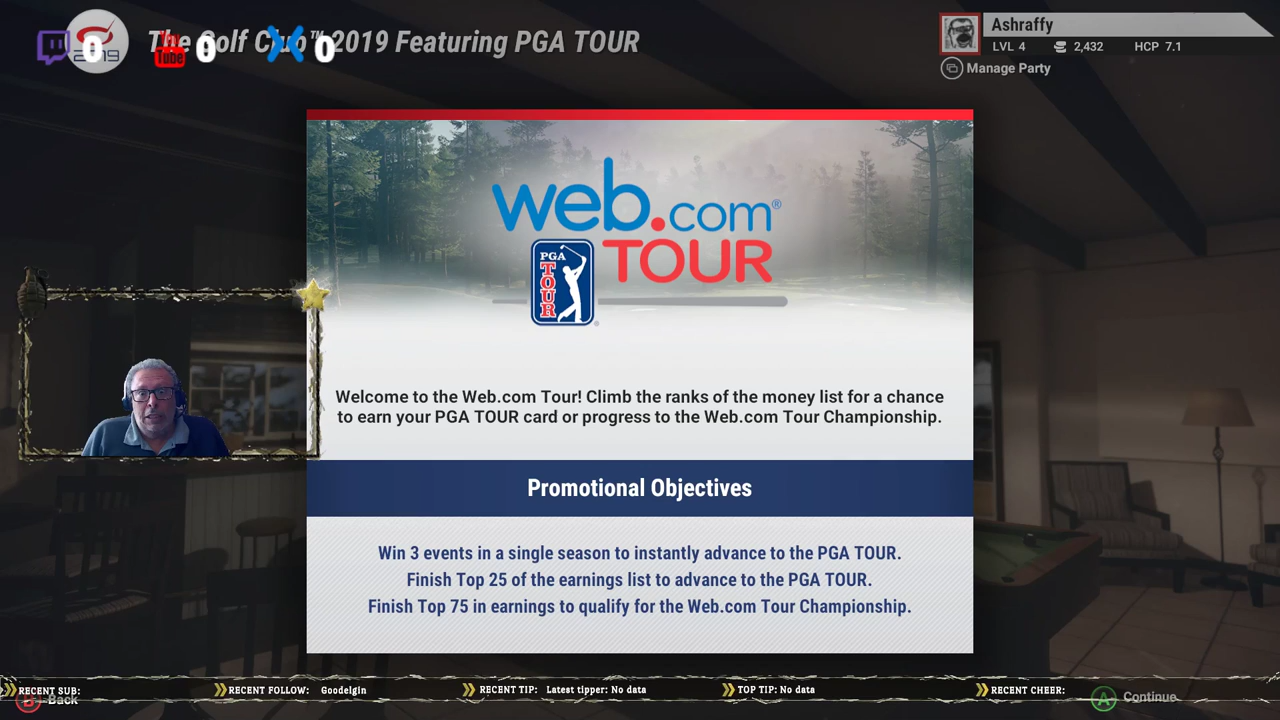 The Golf Club™ 2019 Featuring PGA TOUR
0
0
0
2019
You
Tube
Ashraffy
LVL 4
2,432
HCP 7.1
Manage Party
web.com®
TOUR
PGA
TOUR
®
Welcome to the Web.com Tour! Climb the ranks of the money list for a chance
to earn your PGA TOUR card or progress to the Web.com Tour Championship.
Promotional Objectives
Win 3 events in a single season to instantly advance to the PGA TOUR.
Finish Top 25 of the earnings list to advance to the PGA TOUR.
Finish Top 75 in earnings to qualify for the Web.com Tour Championship.
RECENT SUB:
RECENT FOLLOW: Goodelgin
RECENT TIP: Latest tipper: No data
TOP TIP: No data
RECENT CHEER:
B Back
A Continue